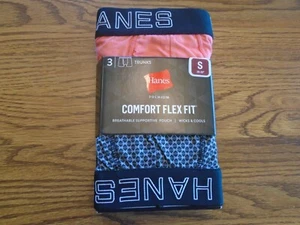 HANES
3 TRUNKS
S
Hanes
PREMIUM
COMFORT FLEX FIT
BREATHABLE SUPPORTIVE POUCH | WICKS & COOLS
HANES